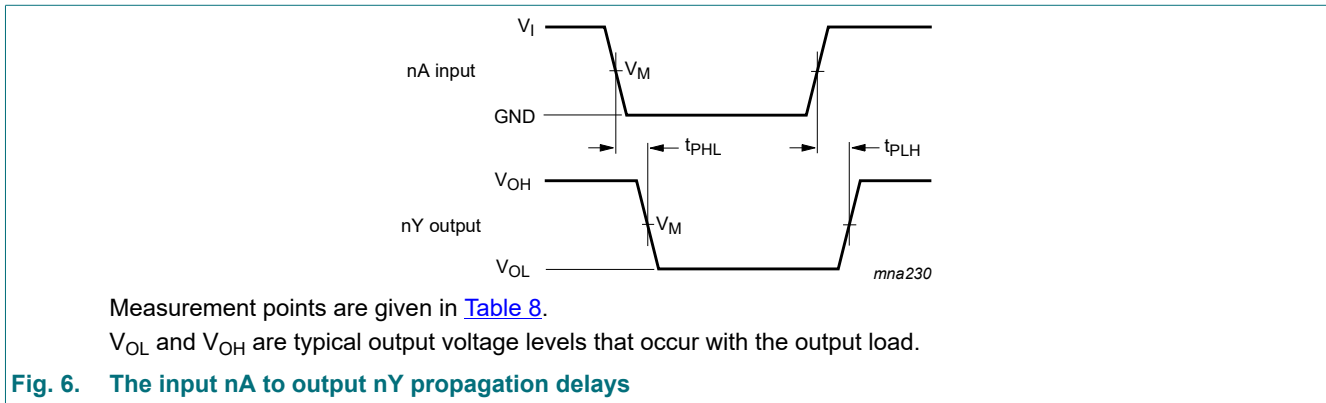 V_I
nA input
V_M
GND
t_PHL
t_PLH
V_OH
nY output
V_M
V_OL
mna230
Measurement points are given in Table 8.
V_OL and V_OH are typical output voltage levels that occur with the output load.
Fig. 6. The input nA to output nY propagation delays